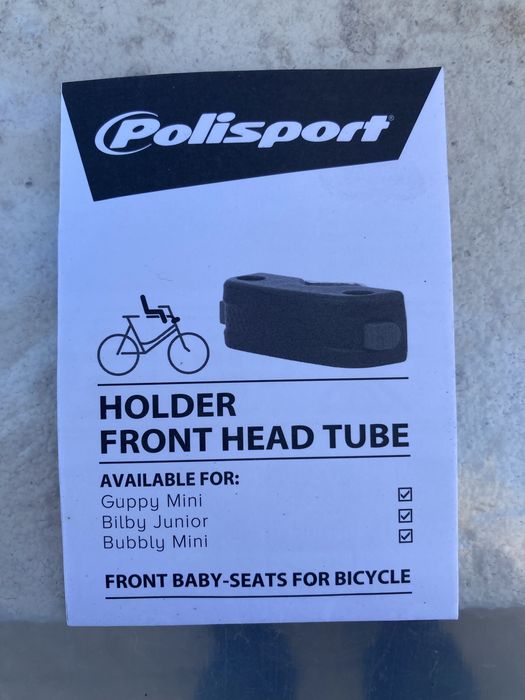 Polisport®
HOLDER
FRONT HEAD TUBE
AVAILABLE FOR:
Guppy Mini
Bilby Junior
Bubbly Mini
FRONT BABY-SEATS FOR BICYCLE